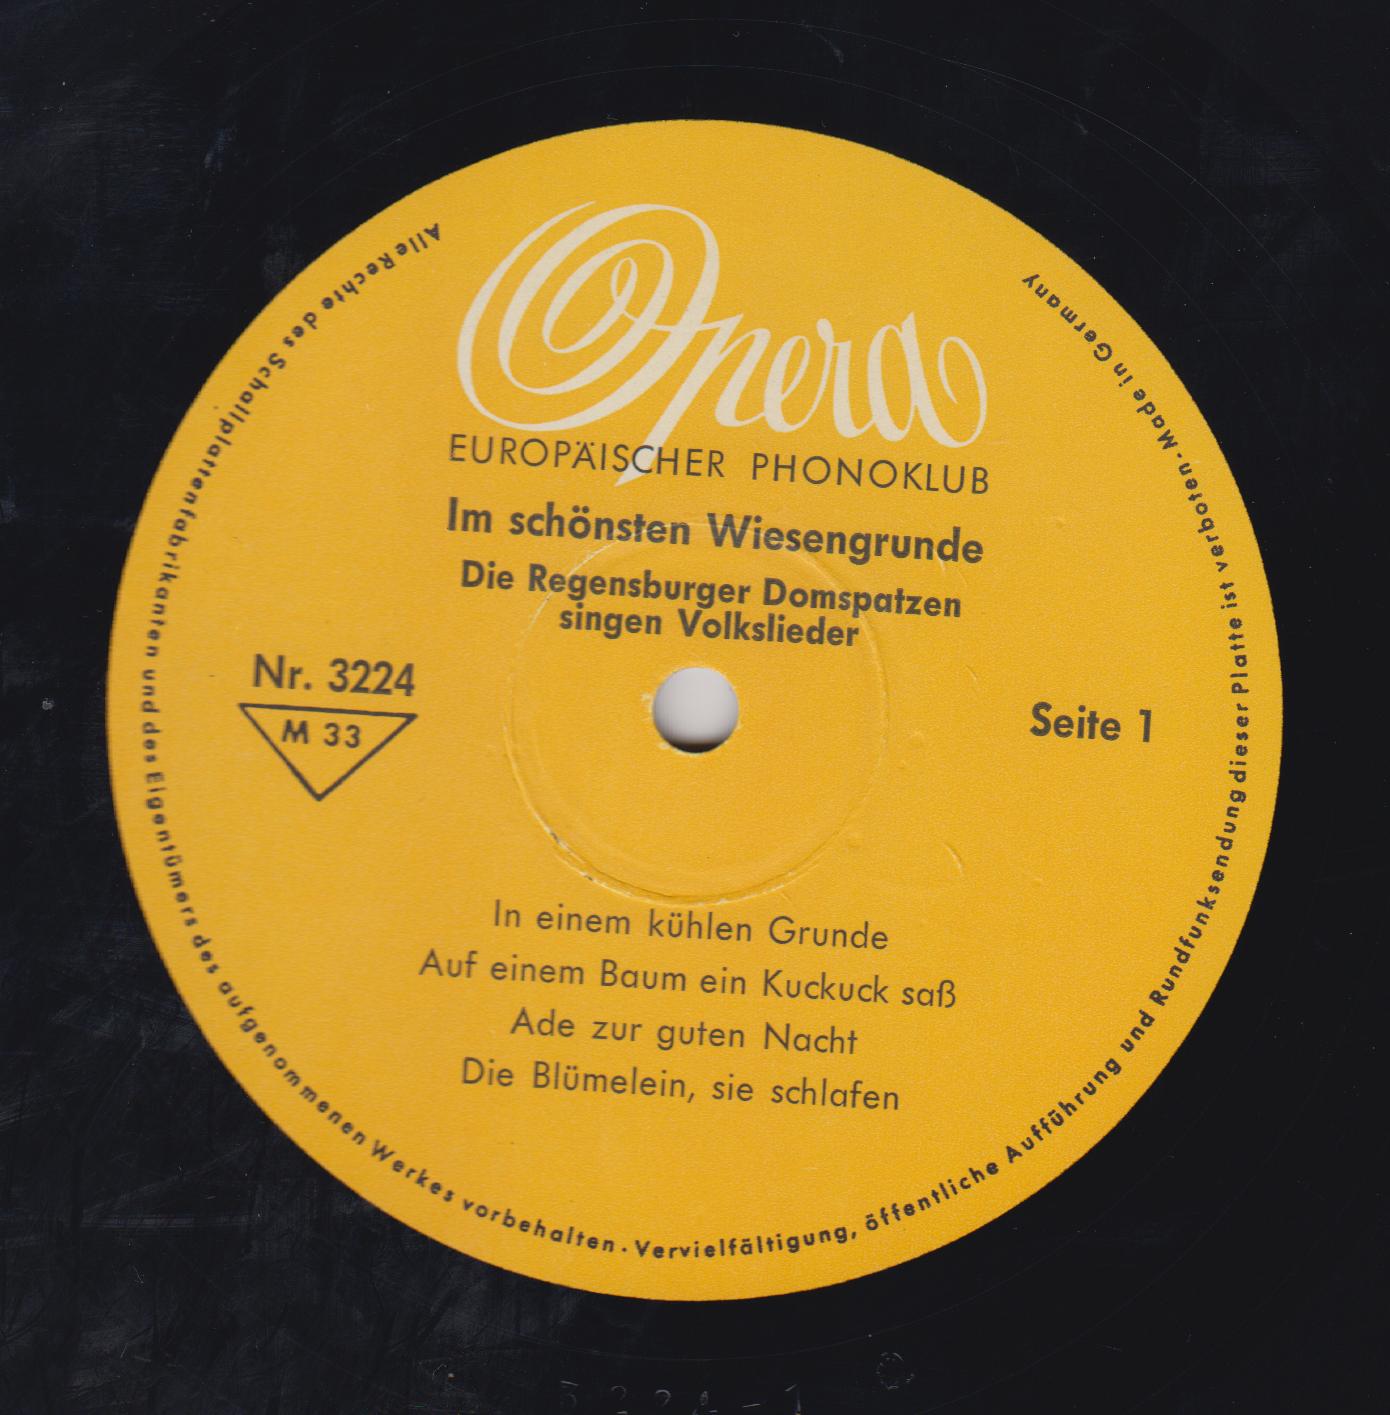 Opera
EUROPÄISCHER PHONOKLUB
Im schönsten Wiesengrunde
Die Regensburger Domspatzen
singen Volkslieder
Nr. 3224
M 33
Seite 1
In einem kühlen Grunde
Auf einem Baum ein Kuckuck saß
Ade zur guten Nacht
Die Blümelein, sie schlafen
Alle Rechte des Schallplattenfabrikanten und des Eigentümers des aufgenommenen Werkes vorbehalten · Vervielfältigung, öffentliche Aufführung und Rundfunksendung dieser Platte ist verboten · Made in Germany
3224-1